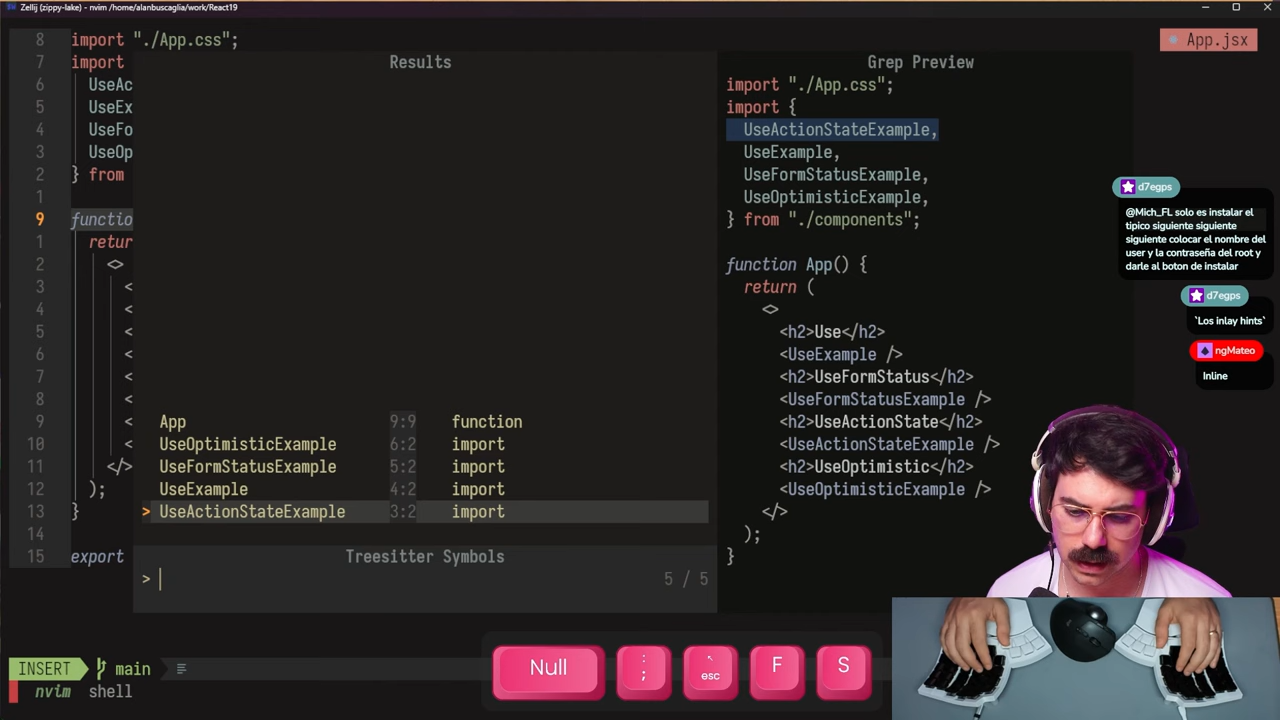 Zellij (zippy-lake) - nvim /home/alanbuscaglia/work/React19
8 import "./App.css";
7 import
6 UseAc
5 UseEx
4 UseFo
3 UseOp
2 } from
1
9 functio
1 retur
2 <>
3 <
4 <
5 <
6 <
7 <
8 <
9 <
10 <
11 </>
12 );
13 }
14
15 export
Results
App 9:9 function
UseOptimisticExample 6:2 import
UseFormStatusExample 5:2 import
UseExample 4:2 import
> UseActionStateExample 3:2 import
Treesitter Symbols
> 5 / 5
Grep Preview
import "./App.css";
import {
UseActionStateExample,
UseExample,
UseFormStatusExample,
UseOptimisticExample,
} from "./components";
function App() {
return (
<>
<h2>Use</h2>
<UseExample />
<h2>UseFormStatus</h2>
<UseFormStatusExample />
<h2>UseActionState</h2>
<UseActionStateExample />
<h2>UseOptimistic</h2>
<UseOptimisticExample />
</>
);
}
App.jsx
d7egps
@Mich_FL solo es instalar el
tipico siguiente siguiente
siguiente colocar el nombre del
user y la contraseña del root y
darle al boton de instalar
d7egps
`Los inlay hints`
ngMateo
Inline
INSERT main
nvim shell
Null ; esc F S